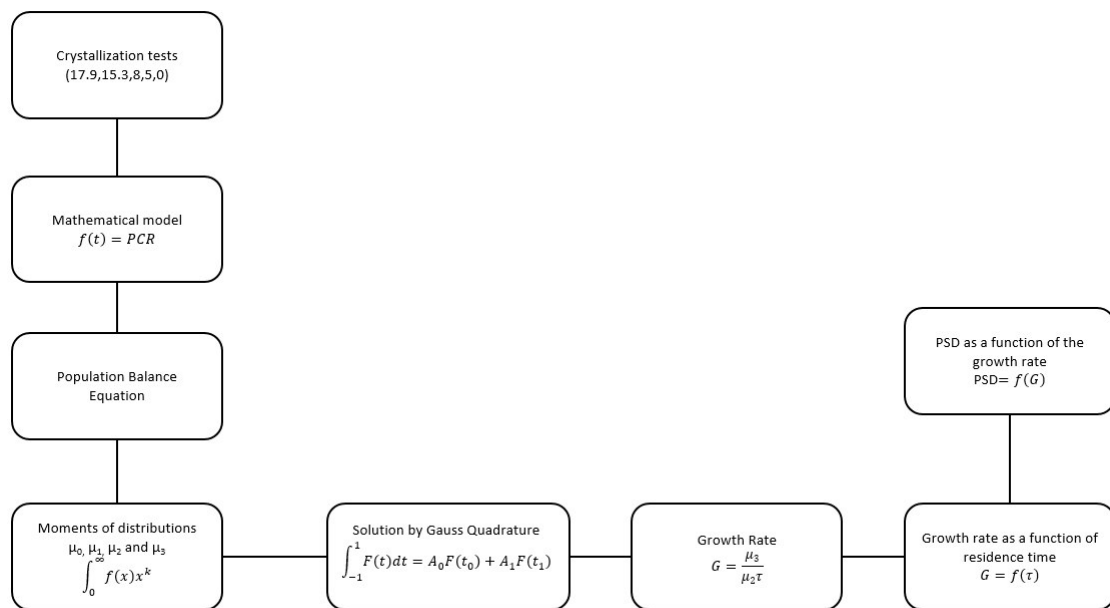 Crystallization tests
(17.9,15.3,8,5,0)
Mathematical model
f(t) = PCR
Population Balance
Equation
Moments of distributions
μ₀, μ₁, μ₂ and μ₃
∫₀^∞ f(x)xᵏ
Solution by Gauss Quadrature
∫₋₁¹ F(t)dt = A₀F(t₀) + A₁F(t₁)
Growth Rate
G = μ₃/μ₂τ
Growth rate as a function of
residence time
G = f(τ)
PSD as a function of the
growth rate
PSD= f(G)